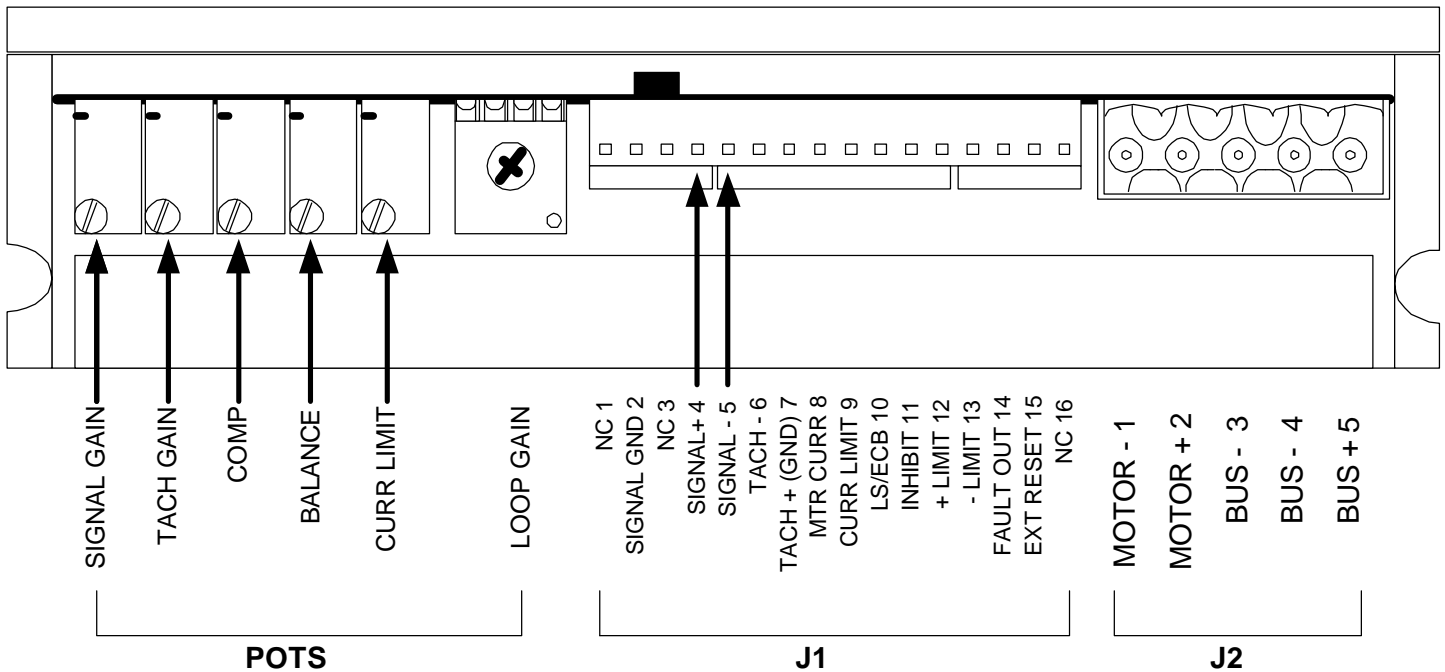 SIGNAL GAIN
TACH GAIN
COMP
BALANCE
CURR LIMIT
LOOP GAIN
NC 1
SIGNAL GND 2
NC 3
SIGNAL+ 4
SIGNAL - 5
TACH - 6
TACH + (GND) 7
MTR CURR 8
CURR LIMIT 9
LS/ECB 10
INHIBIT 11
+ LIMIT 12
- LIMIT 13
FAULT OUT 14
EXT RESET 15
NC 16
MOTOR - 1
MOTOR + 2
BUS - 3
BUS - 4
BUS + 5
POTS
J1
J2